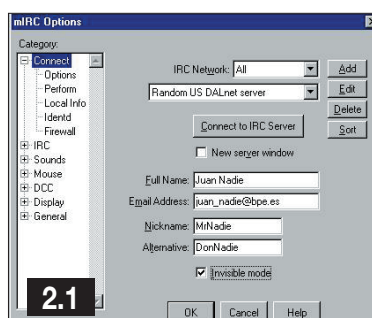 mIRC Options
Category:
Connect
Options
Perform
Local Info
Identd
Firewall
IRC
Sounds
Mouse
DCC
Display
General
IRC Network: All
Random US DALnet server
Add
Edit
Delete
Sort
Connect to IRC Server
New server window
Full Name: Juan Nadie
Email Address: juan_nadie@bpe.es
Nickname: MrNadie
Alternative: DonNadie
Invisible mode
OK Cancel Help
2.1